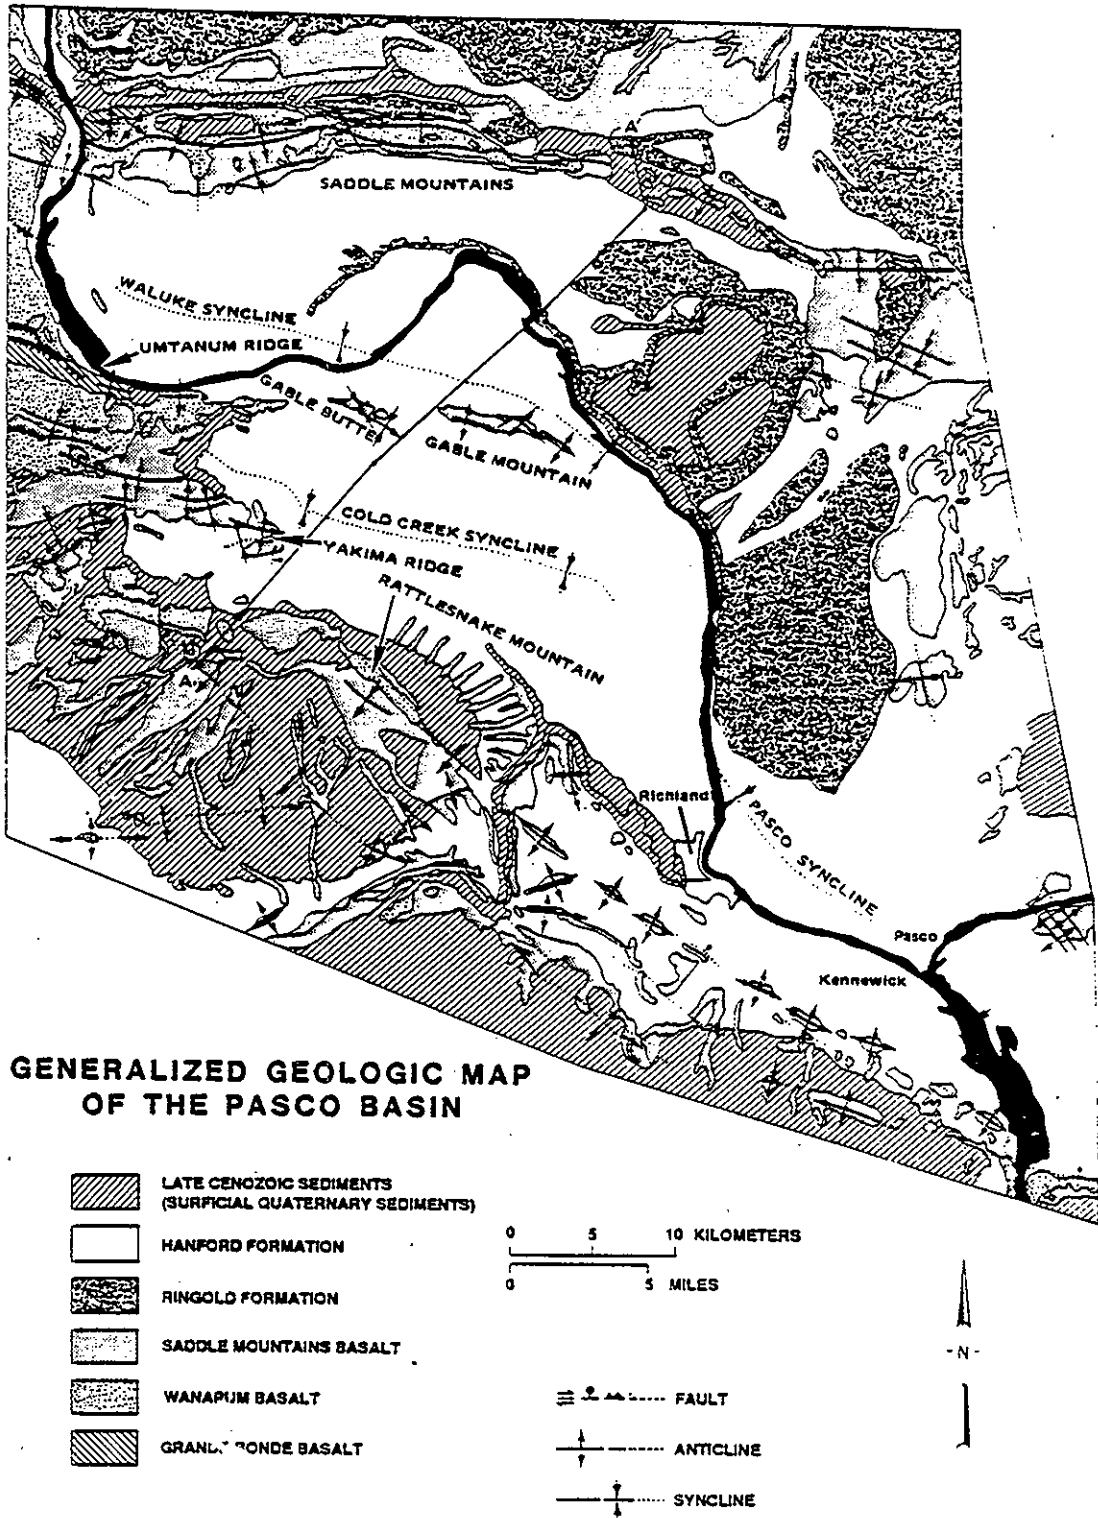 SADDLE MOUNTAINS
WALUKE SYNCLINE
UMTANUM RIDGE
GABLE BUTTE
GABLE MOUNTAIN
COLD CREEK SYNCLINE
YAKIMA RIDGE
RATTLESNAKE MOUNTAIN
A
A'
Richland
PASCO SYNCLINE
Pasco
Kennewick
GENERALIZED GEOLOGIC MAP
OF THE PASCO BASIN
LATE CENOZOIC SEDIMENTS
(SURFICIAL QUATERNARY SEDIMENTS)
HANFORD FORMATION
RINGOLD FORMATION
SADDLE MOUNTAINS BASALT
WANAPUM BASALT
GRANDE RONDE BASALT
0 5 10 KILOMETERS
0 5 MILES
FAULT
ANTICLINE
SYNCLINE
-N-